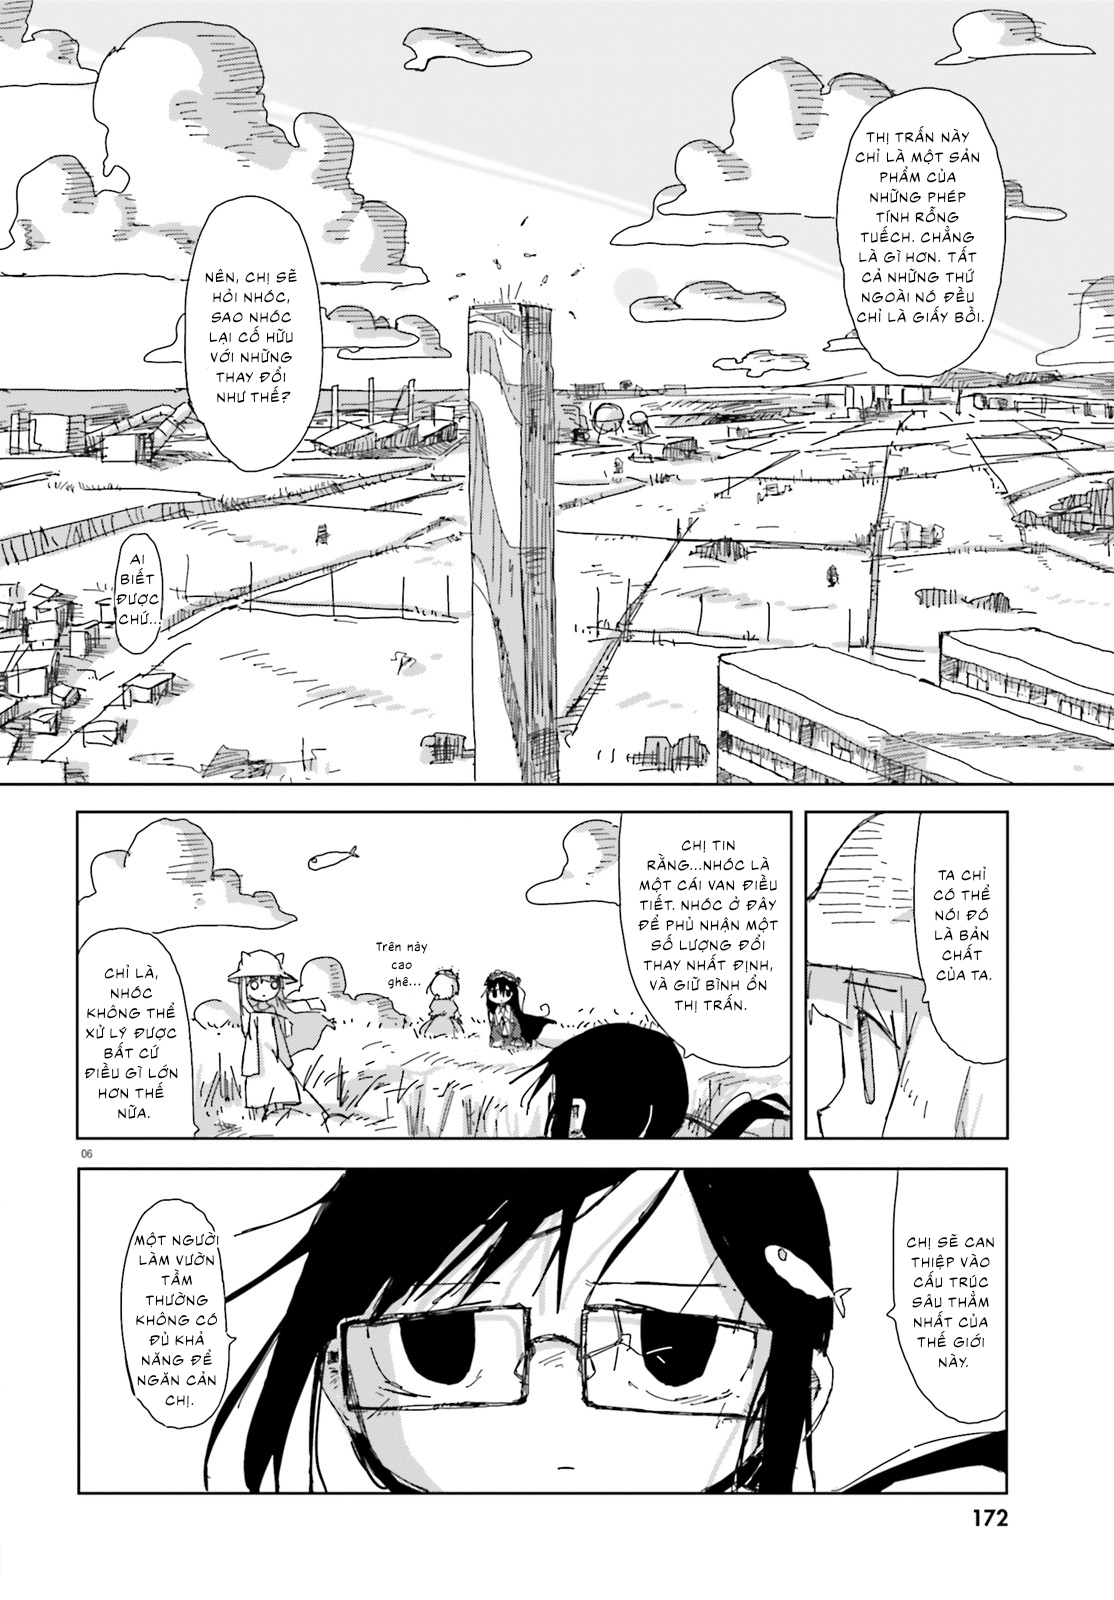 THỊ TRẤN NÀY
CHỈ LÀ MỘT SẢN
PHẨM CỦA
NHỮNG PHÉP
TÍNH RỖNG
TUẾCH. CHẲNG
LÀ GÌ HƠN. TẤT
CẢ NHỮNG THỨ
NGOÀI NÓ ĐỀU
CHỈ LÀ GIẤY BỒI.
NÊN, CHỊ SẼ
HỎI NHÓC,
SAO NHÓC
LẠI CỐ HỮU
VỚI NHỮNG
THAY ĐỔI
NHƯ THẾ?
AI
BIẾT
ĐƯỢC
CHỨ...
TA CHỈ
CÓ THỂ
NÓI ĐÓ
LÀ BẢN
CHẤT
CỦA TA.
CHỊ TIN
RẰNG...NHÓC LÀ
MỘT CÁI VAN ĐIỀU
TIẾT. NHÓC Ở ĐÂY
ĐỂ PHỦ NHẬN MỘT
SỐ LƯỢNG ĐỔI
THAY NHẤT ĐỊNH,
VÀ GIỮ BÌNH ỔN
THỊ TRẤN.
Trên này
cao
ghê...
CHỈ LÀ,
NHÓC
KHÔNG THỂ
XỬ LÝ ĐƯỢC
BẤT CỨ
ĐIỀU GÌ LỚN
HƠN THẾ
NỮA.
06
CHỊ SẼ CAN
THIỆP VÀO
CẤU TRÚC
SÂU THẲM
NHẤT CỦA
THẾ GIỚI
NÀY.
MỘT NGƯỜI
LÀM VƯỜN
TẦM
THƯỜNG
KHÔNG CÓ
ĐỦ KHẢ
NĂNG ĐỂ
NGĂN CẢN
CHỊ.
172